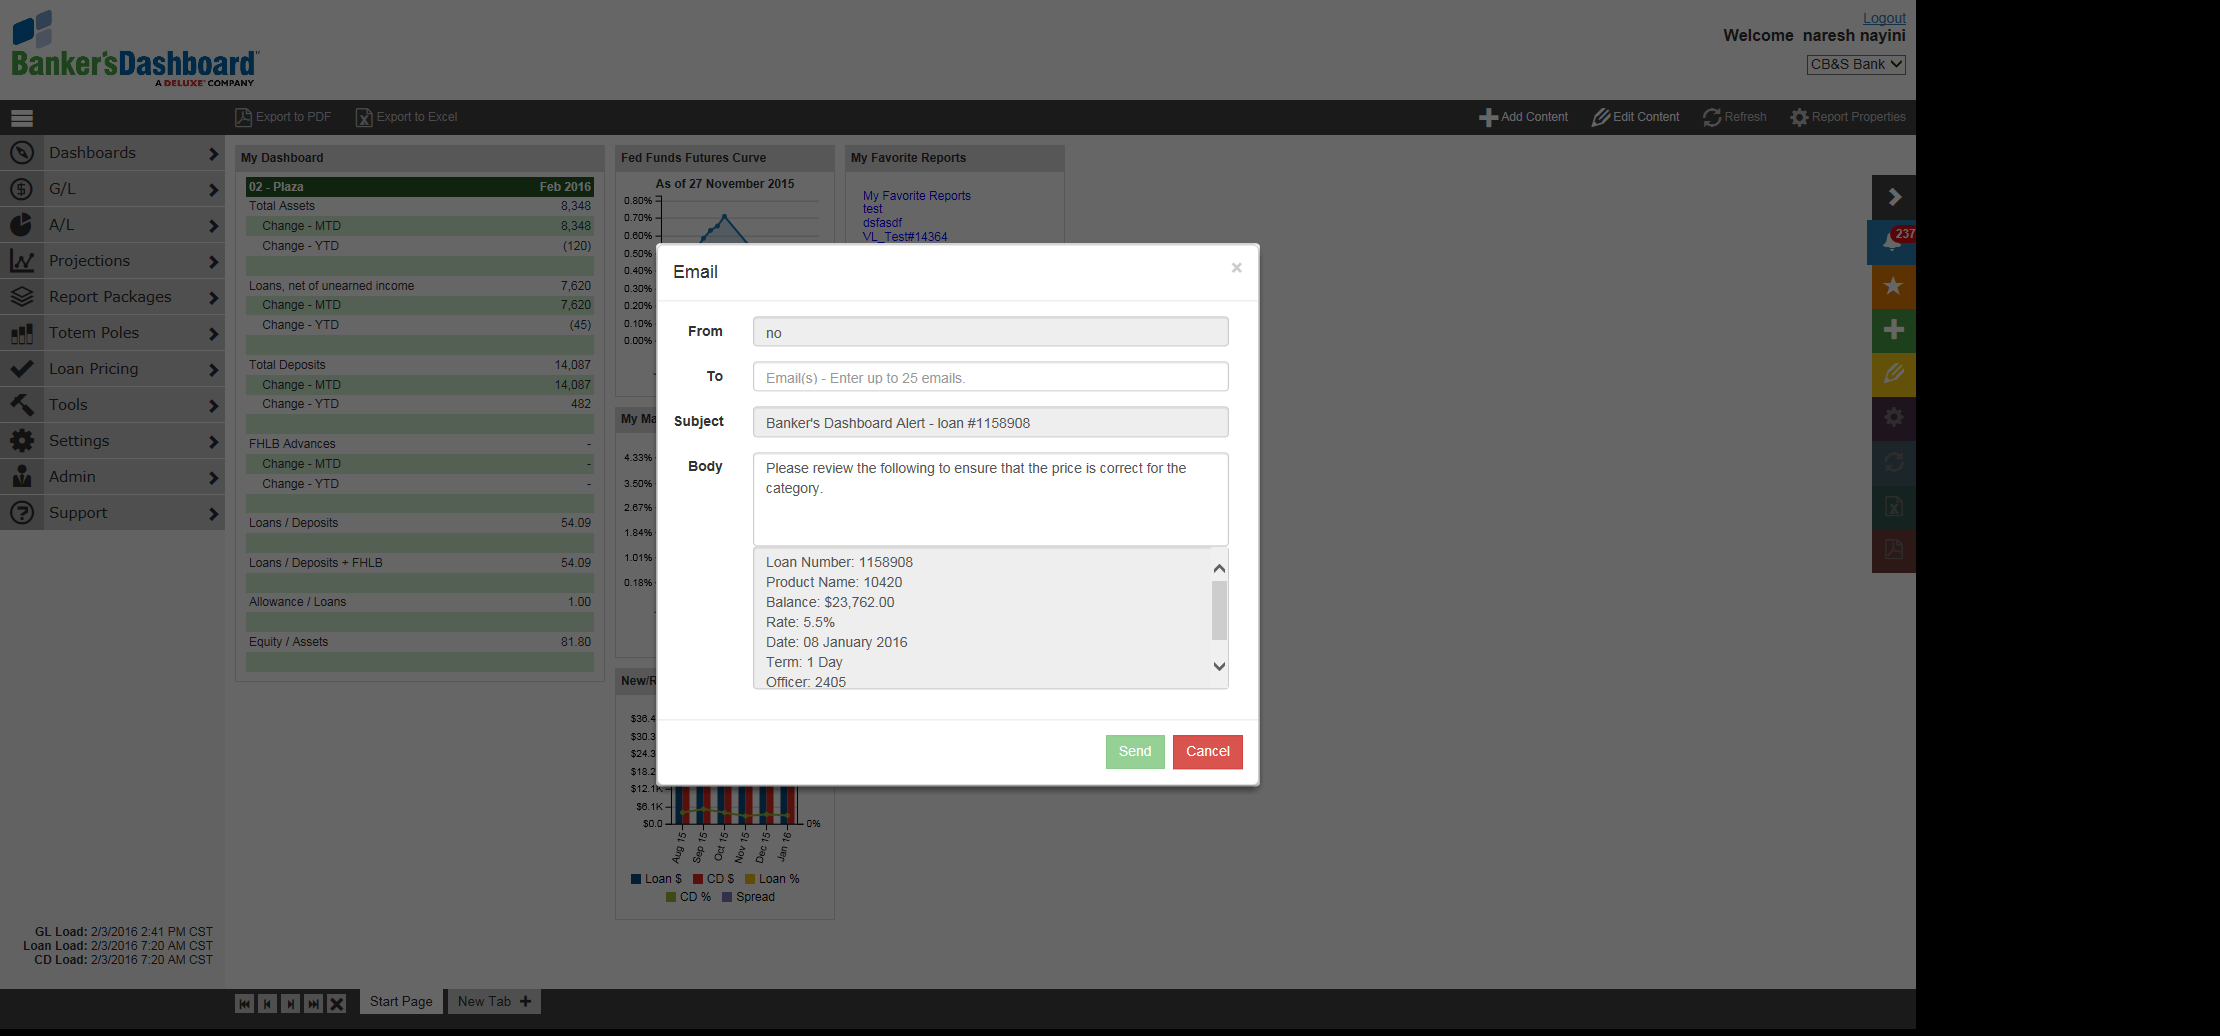 Banker'sDashboard
A DELUXE COMPANY
Logout
Welcome naresh nayini
CB&S Bank
Export to PDF
Export to Excel
Add Content
Edit Content
Refresh
Report Properties
Dashboards
G/L
A/L
Projections
Report Packages
Totem Poles
Loan Pricing
Tools
Settings
Admin
Support
GL Load: 2/3/2016 2:41 PM CST
Loan Load: 2/3/2016 7:20 AM CST
CD Load: 2/3/2016 7:20 AM CST
My Dashboard
02 - Plaza Feb 2016
Total Assets 8,348
Change - MTD 8,348
Change - YTD (120)
Loans, net of unearned income 7,620
Change - MTD 7,620
Change - YTD (45)
Total Deposits 14,087
Change - MTD 14,087
Change - YTD 482
FHLB Advances -
Change - MTD -
Change - YTD -
Loans / Deposits 54.09
Loans / Deposits + FHLB 54.09
Allowance / Loans 1.00
Equity / Assets 81.80
Fed Funds Futures Curve
As of 27 November 2015
0.80%
0.70%
0.60%
0.50%
0.40%
0.30%
0.20%
0.10%
0.00%
My Favorite Reports
My Favorite Reports
test
dsfasdf
VL_Test#14364
237
My Ma
4.33%
3.50%
2.67%
1.84%
1.01%
0.18%
New/R
$36.4
$30.3
$24.3
$18.2
$12.1K
$6.1K
$0.0
0%
Aug 15
Sep 15
Oct 15
Nov 15
Dec 15
Jan 16
Loan $ CD $ Loan %
CD % Spread
Email
×
From no
To Email(s) - Enter up to 25 emails.
Subject Banker's Dashboard Alert - loan #1158908
Body Please review the following to ensure that the price is correct for the
category.
Loan Number: 1158908
Product Name: 10420
Balance: $23,762.00
Rate: 5.5%
Date: 08 January 2016
Term: 1 Day
Officer: 2405
Send
Cancel
Start Page
New Tab